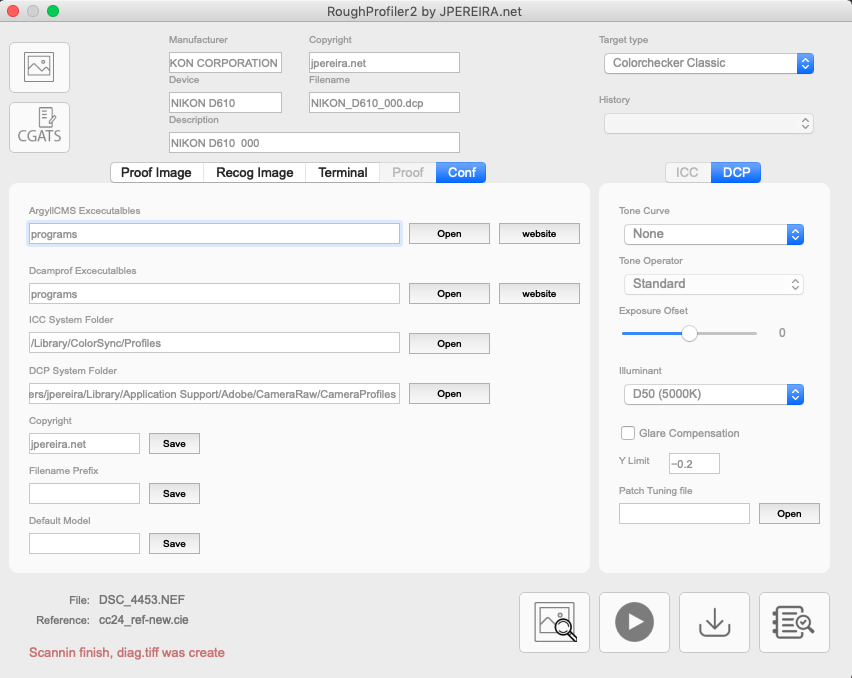 RoughProfiler2 by JPEREIRA.net
Manufacturer
Copyright
Target type
KON CORPORATION
jpereira.net
Colorchecker Classic
Device
Filename
History
NIKON D610
NIKON_D610_000.dcp
CGATS
Description
NIKON D610 000
Proof Image
Recog Image
Terminal
Proof
Conf
ICC
DCP
ArgyllCMS Excecutalbles
programs
Open
website
Dcamprof Excecutalbles
programs
Open
website
ICC System Folder
/Library/ColorSync/Profiles
Open
DCP System Folder
ers/jpereira/Library/Application Support/Adobe/CameraRaw/CameraProfiles
Open
Copyright
jpereira.net
Save
Filename Prefix
Save
Default Model
Save
Tone Curve
None
Tone Operator
Standard
Exposure Ofset
0
Illuminant
D50 (5000K)
Glare Compensation
Y Limit
-0.2
Patch Tuning file
Open
File: DSC_4453.NEF
Reference: cc24_ref-new.cie
Scannin finish, diag.tiff was create